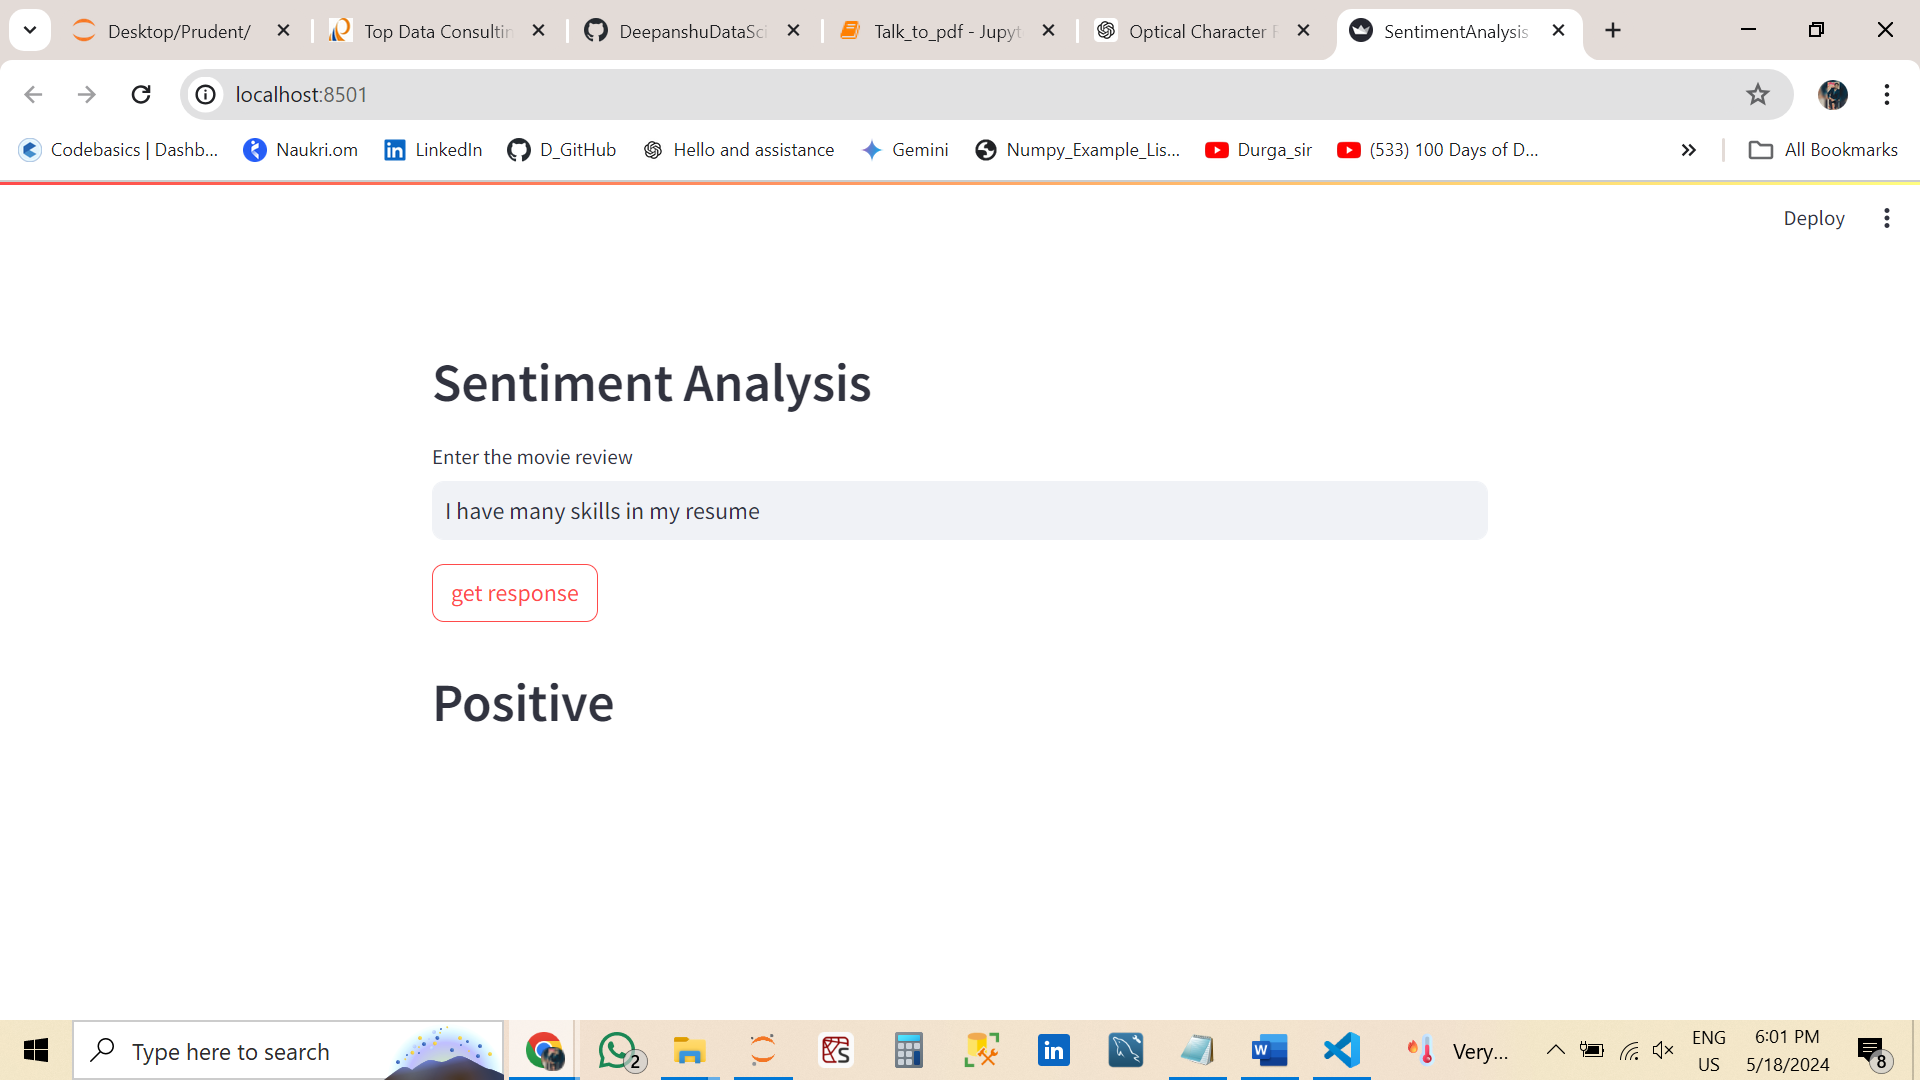 Desktop/Prudent/
Top Data Consultin
DeepanshuDataSci
Talk_to_pdf - Jupyt
Optical Character R
SentimentAnalysis
localhost:8501
Codebasics | Dashb...
Naukri.om
LinkedIn
D_GitHub
Hello and assistance
Gemini
Numpy_Example_Lis...
Durga_sir
(533) 100 Days of D...
All Bookmarks
Deploy
Sentiment Analysis
Enter the movie review
I have many skills in my resume
get response
Positive
Type here to search
2
Very...
ENG
US
6:01 PM
5/18/2024
8